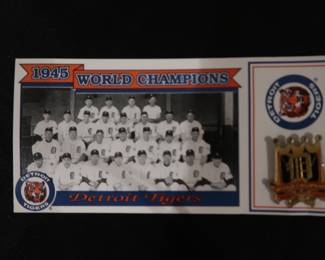 1945 WORLD CHAMPIONS
DETROIT
TIGERS
Detroit Tigers
DETROIT
TIGERS